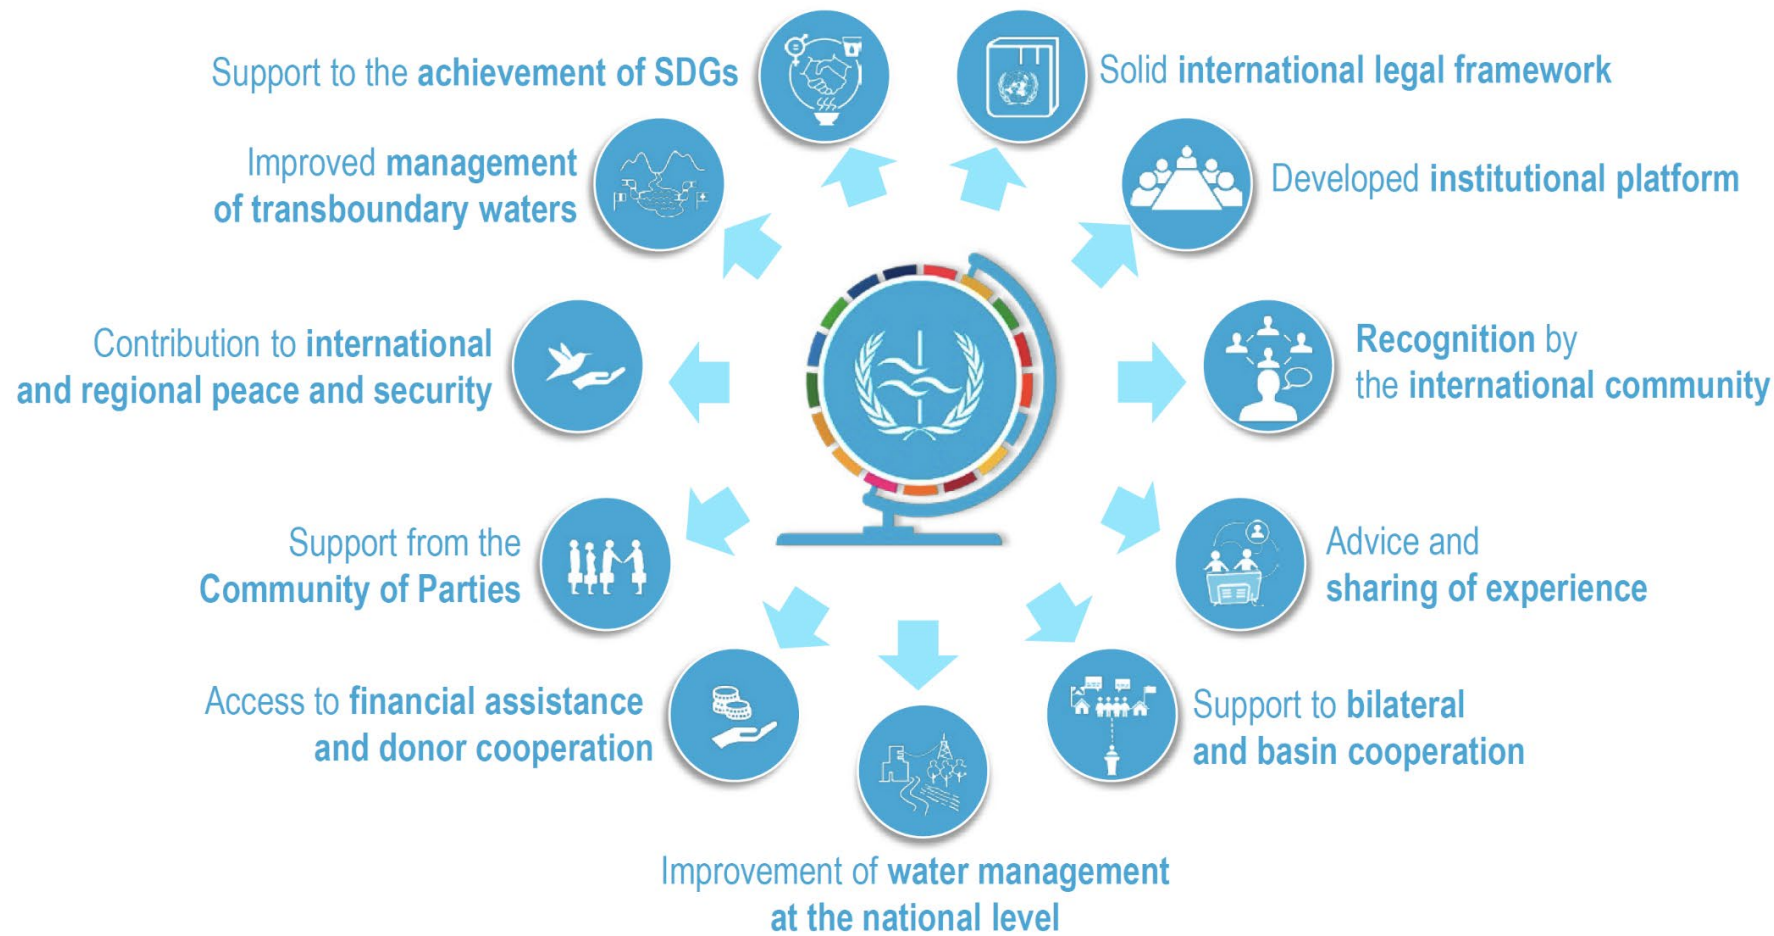 Support to the achievement of SDGs
Solid international legal framework
Improved management
of transboundary waters
Developed institutional platform
Contribution to international
and regional peace and security
Recognition by
the international community
Support from the
Community of Parties
Advice and
sharing of experience
Access to financial assistance
and donor cooperation
Support to bilateral
and basin cooperation
Improvement of water management
at the national level